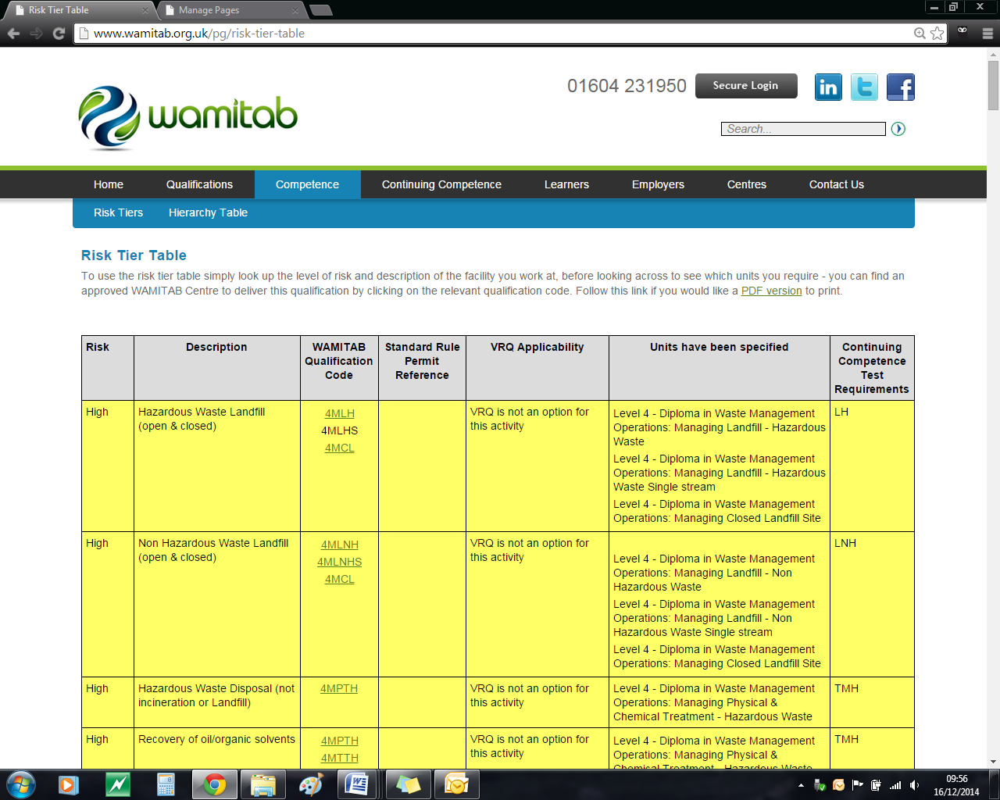 Risk Tier Table
Manage Pages
www.wamitab.org.uk/pg/risk-tier-table
wamitab
01604 231950
Secure Login
in
t
f
Search...
Home Qualifications Competence Continuing Competence Learners Employers Centres Contact Us
Risk Tiers Hierarchy Table
Risk Tier Table
To use the risk tier table simply look up the level of risk and description of the facility you work at, before looking across to see which units you require - you can find an
approved WAMITAB Centre to deliver this qualification by clicking on the relevant qualification code. Follow this link if you would like a PDF version to print.
Risk
Description
WAMITAB
Qualification
Code
Standard Rule
Permit
Reference
VRQ Applicability
Units have been specified
Continuing
Competence
Test
Requirements
High
Hazardous Waste Landfill
(open & closed)
4MLH
4MLHS
4MCL
VRQ is not an option for
this activity
Level 4 - Diploma in Waste Management
Operations: Managing Landfill - Hazardous
Waste
Level 4 - Diploma in Waste Management
Operations: Managing Landfill - Hazardous
Waste Single stream
Level 4 - Diploma in Waste Management
Operations: Managing Closed Landfill Site
LH
High
Non Hazardous Waste Landfill
(open & closed)
4MLNH
4MLNHS
4MCL
VRQ is not an option for
this activity
Level 4 - Diploma in Waste Management
Operations: Managing Landfill - Non
Hazardous Waste
Level 4 - Diploma in Waste Management
Operations: Managing Landfill - Non
Hazardous Waste Single stream
Level 4 - Diploma in Waste Management
Operations: Managing Closed Landfill Site
LNH
High
Hazardous Waste Disposal (not
incineration or Landfill)
4MPTH
VRQ is not an option for
this activity
Level 4 - Diploma in Waste Management
Operations: Managing Physical &
Chemical Treatment - Hazardous Waste
TMH
High
Recovery of oil/organic solvents
4MPTH
4MTTH
VRQ is not an option for
this activity
Level 4 - Diploma in Waste Management
Operations: Managing Physical &
Chemical Treatment - Hazardous Waste
TMH
09:56
16/12/2014